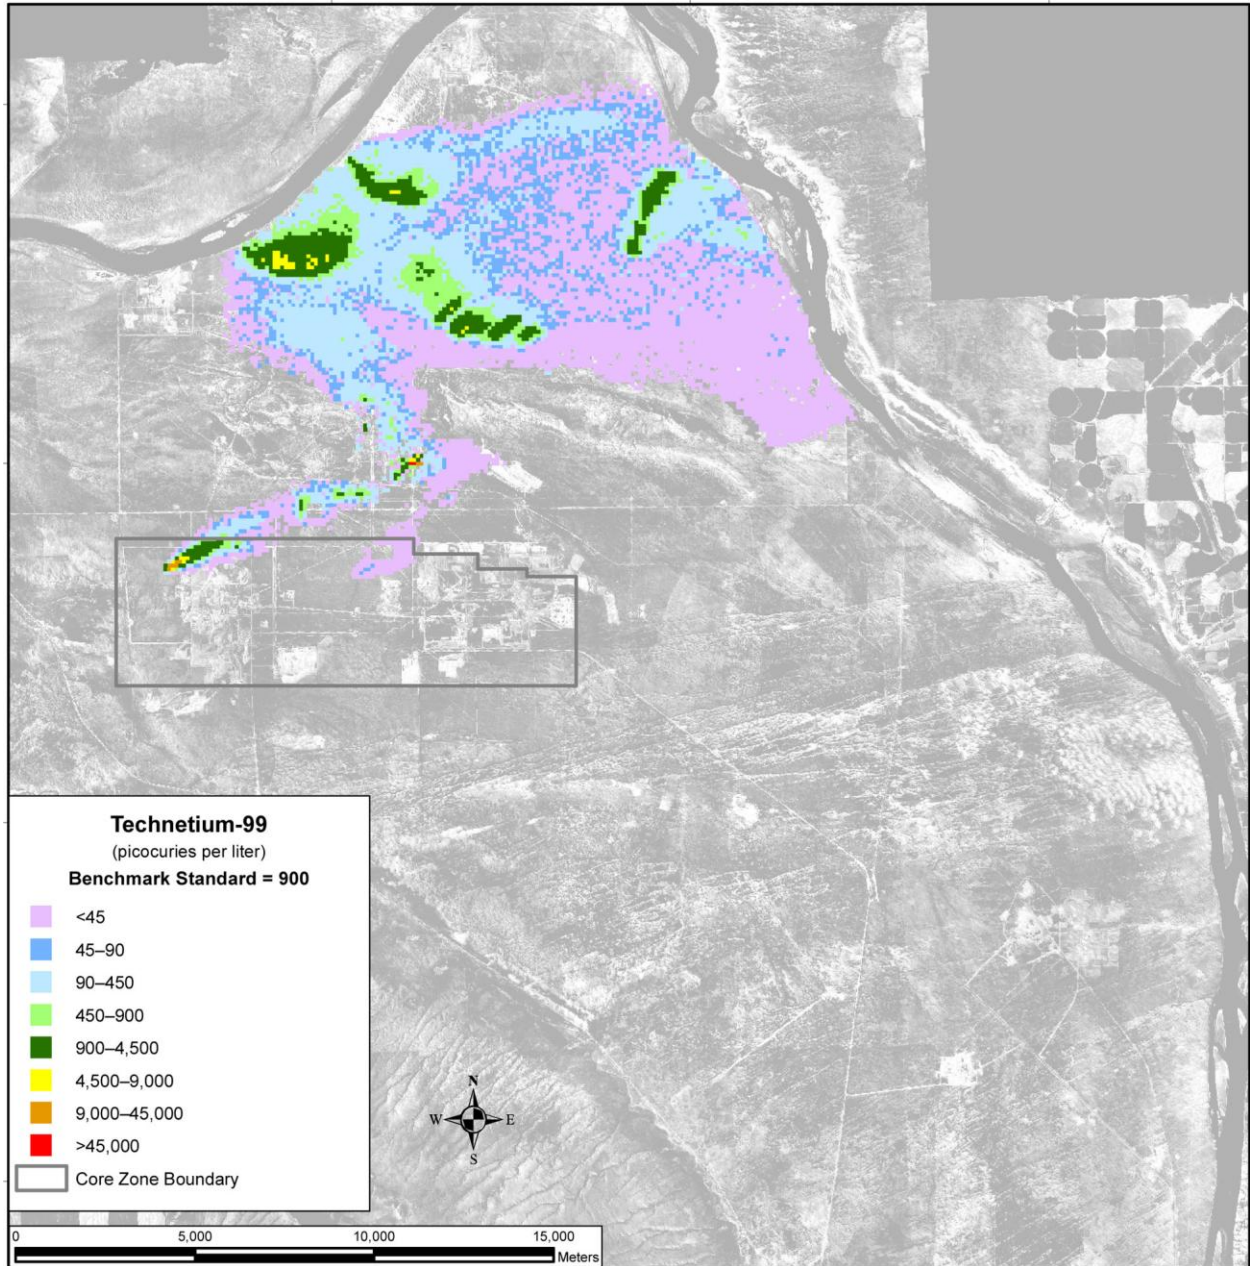 Technetium-99
(picocuries per liter)
Benchmark Standard = 900
<45
45–90
90–450
450–900
900–4,500
4,500–9,000
9,000–45,000
>45,000
Core Zone Boundary
N
W E
S
0 5,000 10,000 15,000
Meters